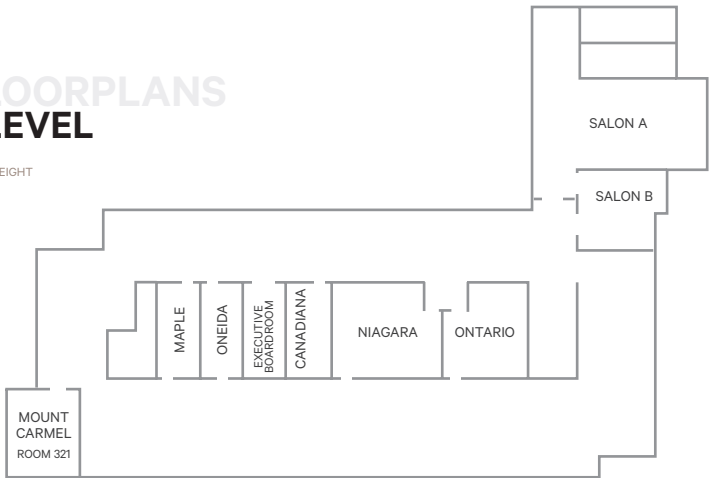 OORPLANS
LEVEL
EIGHT
SALON A
SALON B
MAPLE
ONEIDA
EXECUTIVE
BOARDROOM
CANADIANA
NIAGARA
ONTARIO
MOUNT
CARMEL
ROOM 321